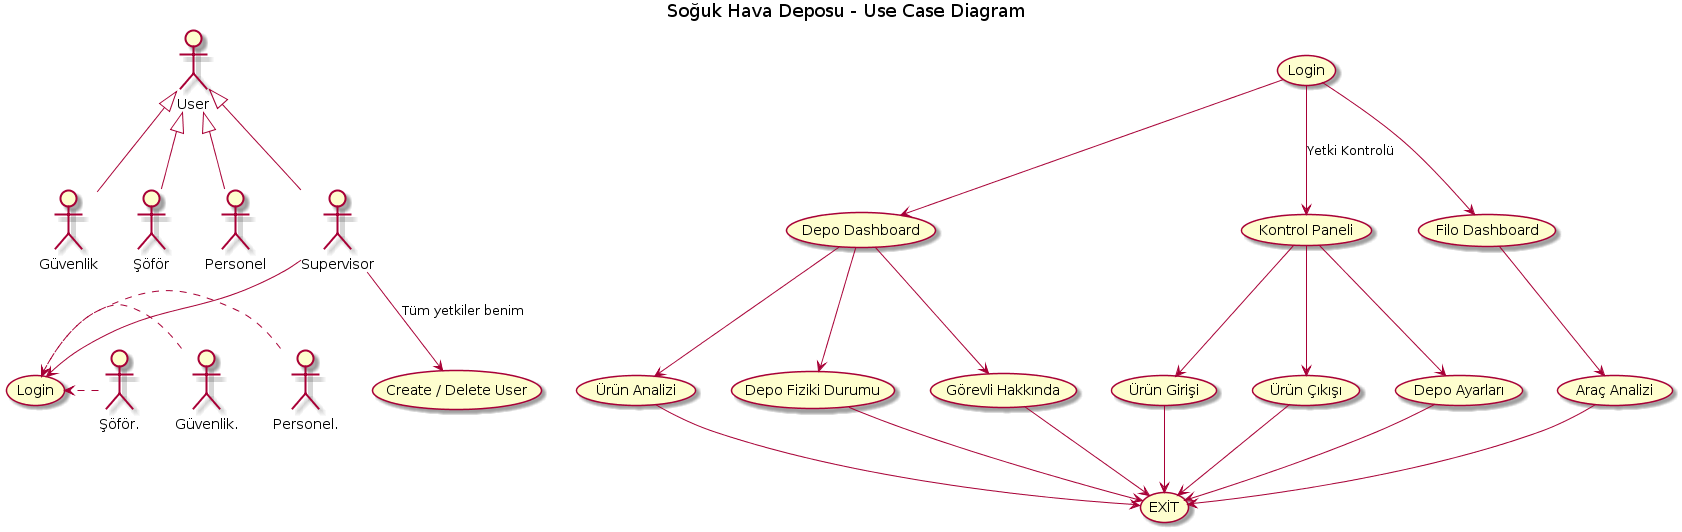 Soğuk Hava Deposu - Use Case Diagram
User
Login
Yetki Kontrolü
Güvenlik
Şöför
Personel
Supervisor
Depo Dashboard
Kontrol Paneli
Filo Dashboard
Tüm yetkiler benim
Login
Şöför.
Güvenlik.
Personel.
Create / Delete User
Ürün Analizi
Depo Fiziki Durumu
Görevli Hakkında
Ürün Girişi
Ürün Çıkışı
Depo Ayarları
Araç Analizi
EXİT